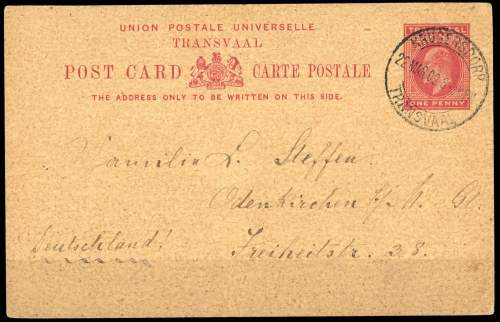 UNION POSTALE UNIVERSELLE
TRANSVAAL
POST CARD CARTE POSTALE
THE ADDRESS ONLY TO BE WRITTEN ON THIS SIDE.
ONE PENNY
KRUGERSDORP
TRANSVAAL
Familie L. Steffen.
Odenkirchen
Deutschland!
Freiheitstr. 38.